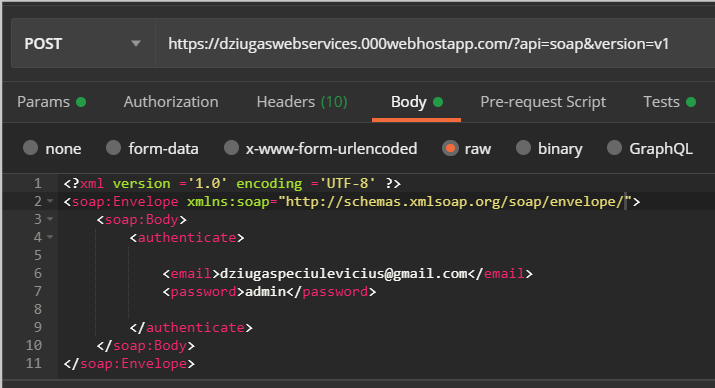 POST https://dziugaswebservices.000webhostapp.com/?api=soap&version=v1
Params Authorization Headers (10) Body Pre-request Script Tests
none form-data x-www-form-urlencoded raw binary GraphQL
1 <?xml version ='1.0' encoding ='UTF-8' ?>
2 <soap:Envelope xmlns:soap="http://schemas.xmlsoap.org/soap/envelope/">
3 <soap:Body>
4 <authenticate>
5
6 <email>dziugaspeciulevicius@gmail.com</email>
7 <password>admin</password>
8
9 </authenticate>
10 </soap:Body>
11 </soap:Envelope>